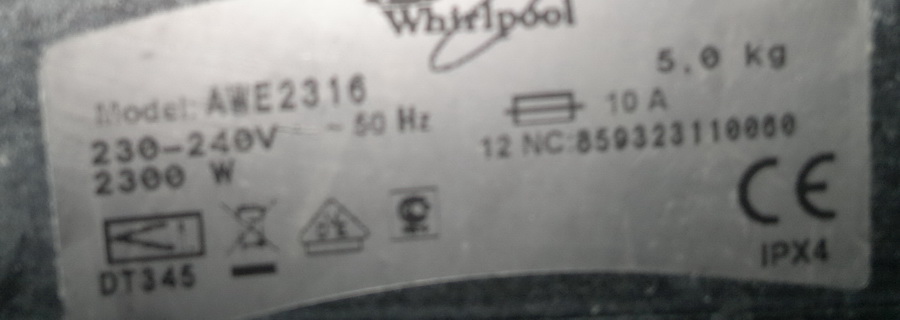 Whirlpool
5.0 kg
Model: AWE2316
230-240V ~ 50 Hz
10 A
2300 W
12 NC:859323110060
CE
DT345
IPX4